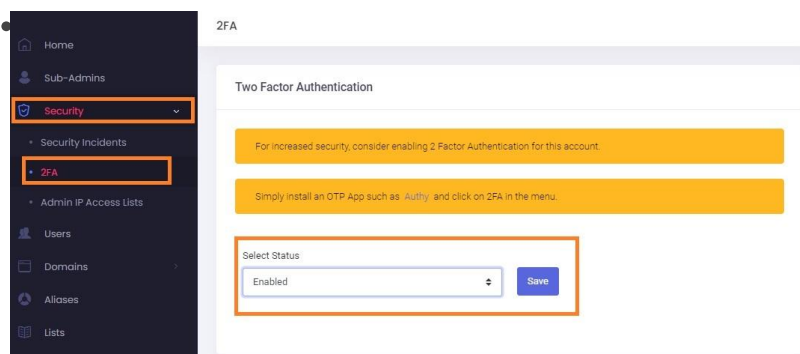 2FA
Home
Sub-Admins
Security
Security Incidents
2FA
Admin IP Access Lists
Users
Domains
Aliases
Lists
Two Factor Authentication
For increased security, consider enabling 2 Factor Authentication for this account.
Simply install an OTP App such as Authy and click on 2FA in the menu.
Select Status
Enabled
Save